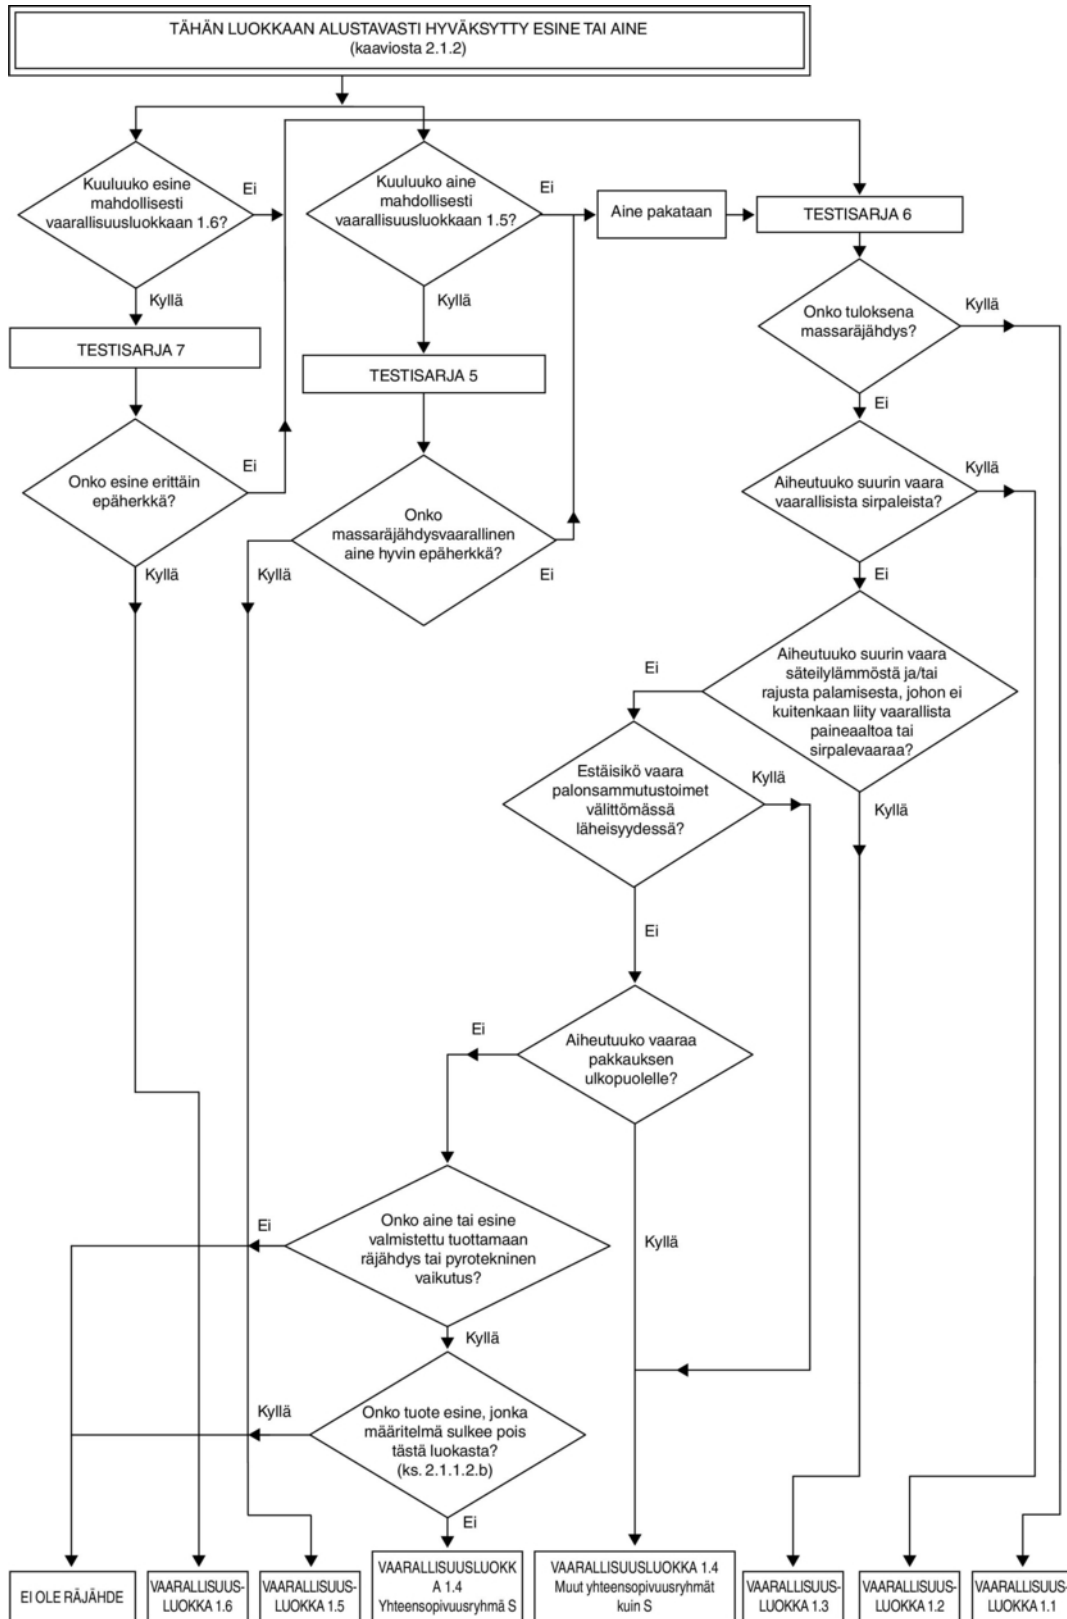 TÄHÄN LUOKKAAN ALUSTAVASTI HYVÄKSYTTY ESINE TAI AINE
(kaaviosta 2.1.2)
Kuuluuko esine
mahdollisesti
vaarallisuusluokkaan 1.6?
Ei
Kyllä
Kuuluuko aine
mahdollisesti
vaarallisuusluokkaan 1.5?
Ei
Kyllä
Aine pakataan
TESTISARJA 6
TESTISARJA 7
TESTISARJA 5
Onko tuloksena
massaräjähdys?
Kyllä
Ei
Onko esine erittäin
epäherkkä?
Ei
Kyllä
Onko
massaräjähdysvaarallinen
aine hyvin epäherkkä?
Kyllä
Ei
Aiheutuuko suurin vaara
vaarallisista sirpaleista?
Kyllä
Ei
Aiheutuuko suurin vaara
säteilylämmöstä ja/tai
rajusta palamisesta, johon ei
kuitenkaan liity vaarallista
paineaaltoa tai
sirpalevaaraa?
Ei
Kyllä
Estäisikö vaara
palonsammutustoimet
välittömässä
läheisyydessä?
Kyllä
Ei
Aiheutuuko vaaraa
pakkauksen
ulkopuolelle?
Ei
Kyllä
Onko aine tai esine
valmistettu tuottamaan
räjähdys tai pyrotekninen
vaikutus?
Ei
Kyllä
Onko tuote esine, jonka
määritelmä sulkee pois
tästä luokasta?
(ks. 2.1.1.2.b)
Kyllä
Ei
EI OLE RÄJÄHDE
VAARALLISUUS-
LUOKKA 1.6
VAARALLISUUS-
LUOKKA 1.5
VAARALLISUUSLUOKK
A 1.4
Yhteensopivuusryhmä S
VAARALLISUUSLUOKKA 1.4
Muut yhteensopivuusryhmät
kuin S
VAARALLISUUS-
LUOKKA 1.3
VAARALLISUUS-
LUOKKA 1.2
VAARALLISUUS-
LUOKKA 1.1